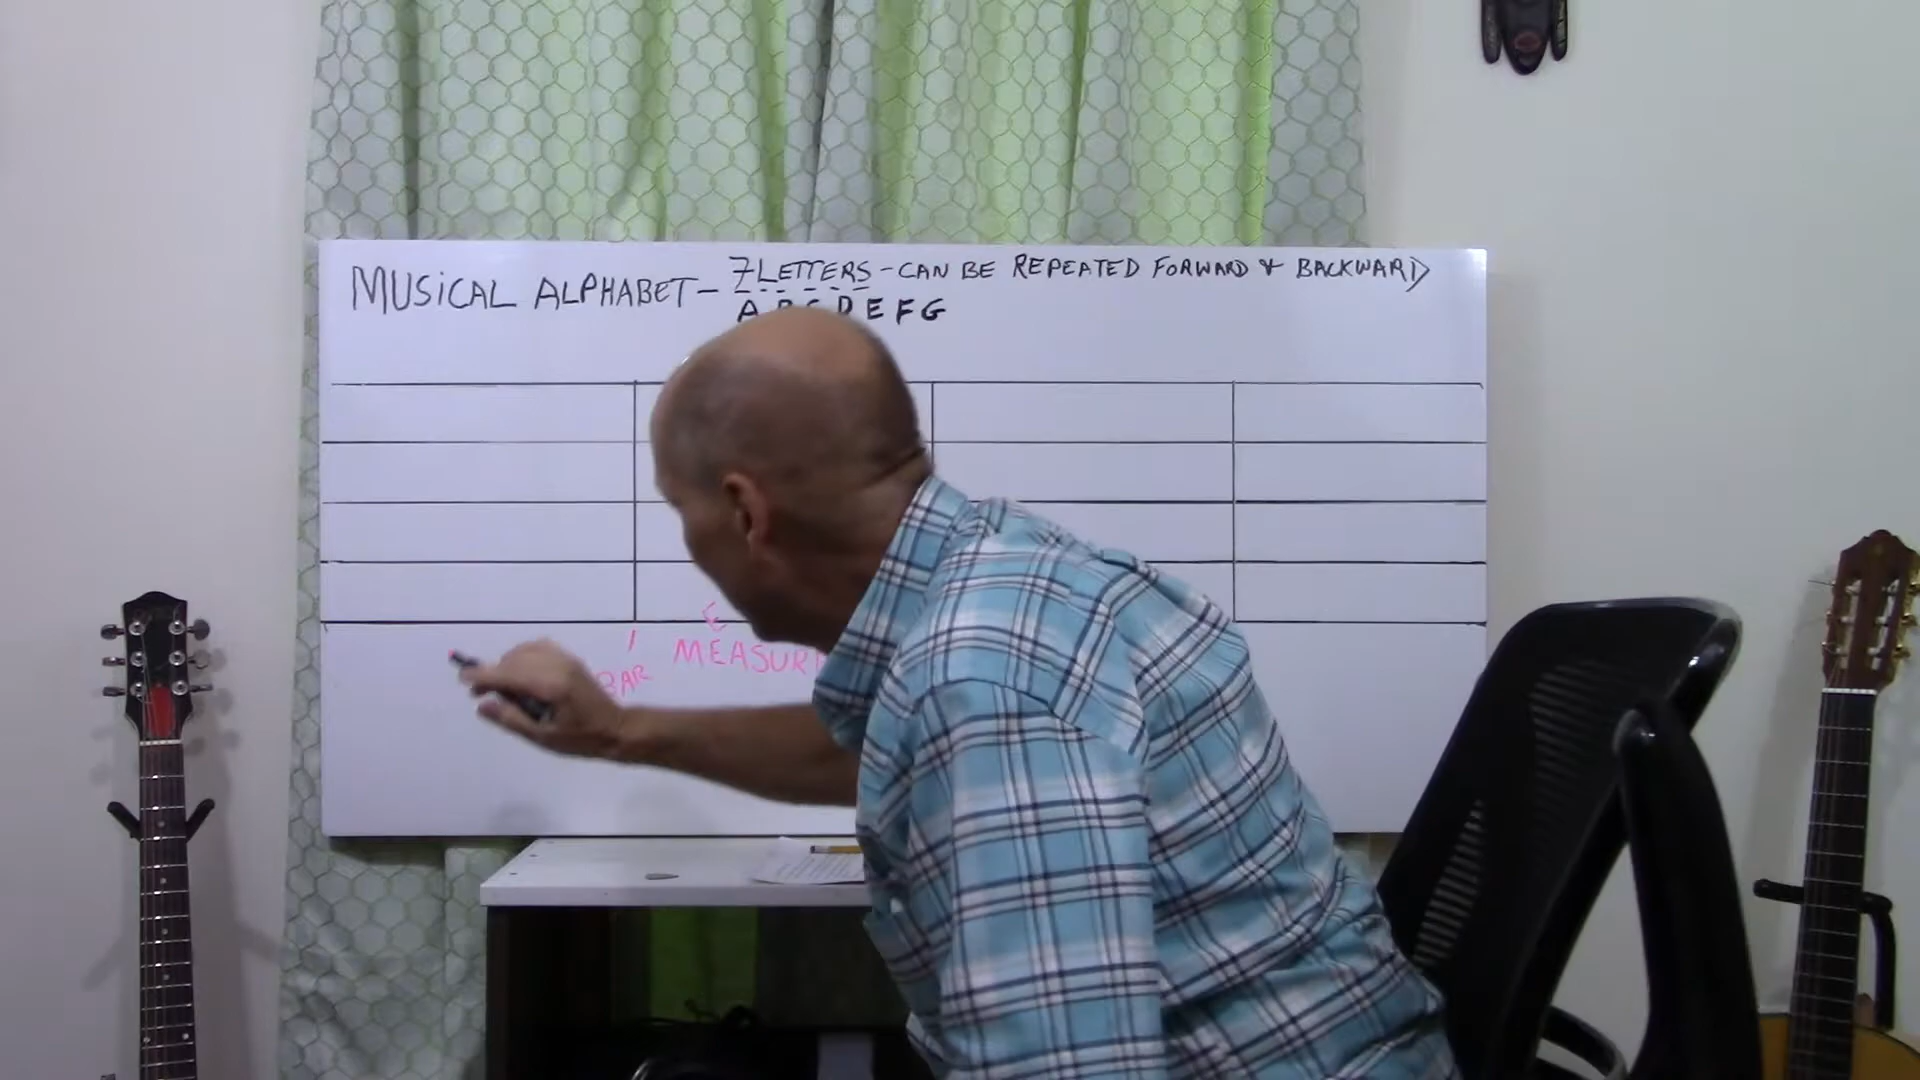 MUSICAL ALPHABET - 7 LETTERS - CAN BE REPEATED FORWARD & BACKWARD
A B C D E F G
E
BAR MEASUR